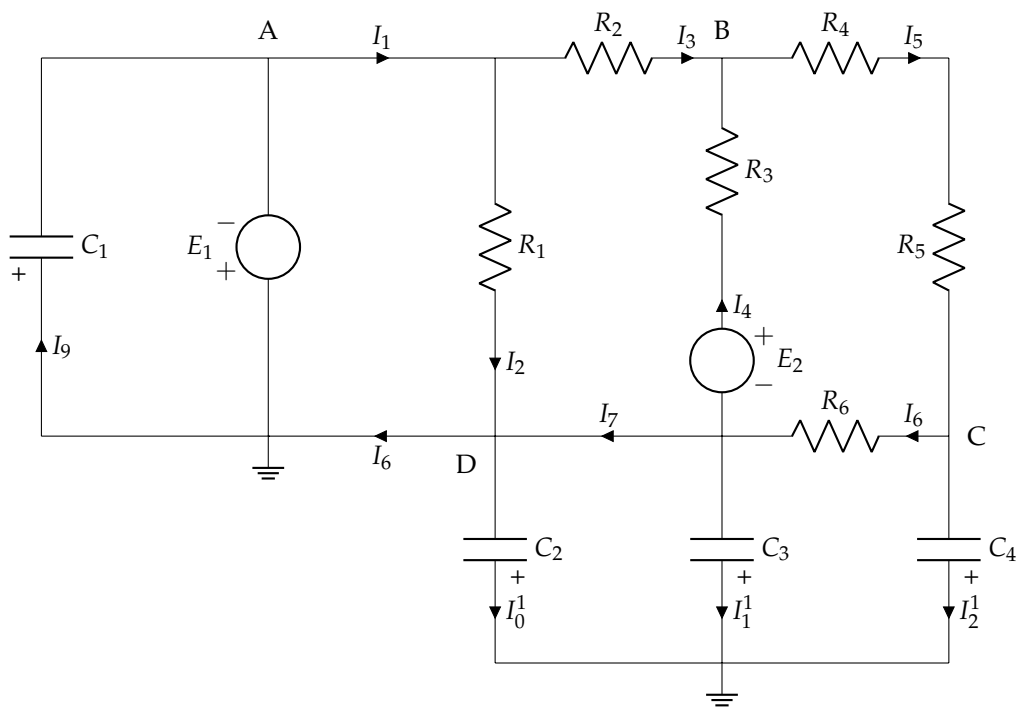 A
I₁
R₂
I₃
B
R₄
I₅
R₃
− E₁ +
C₁ +
R₁
R₅
I₄
I₉
I₂
+ E₂ −
R₆
I₇
I₆
C
I₆
D
C₂ +
C₃ +
C₄ +
I₀¹
I₁¹
I₂¹